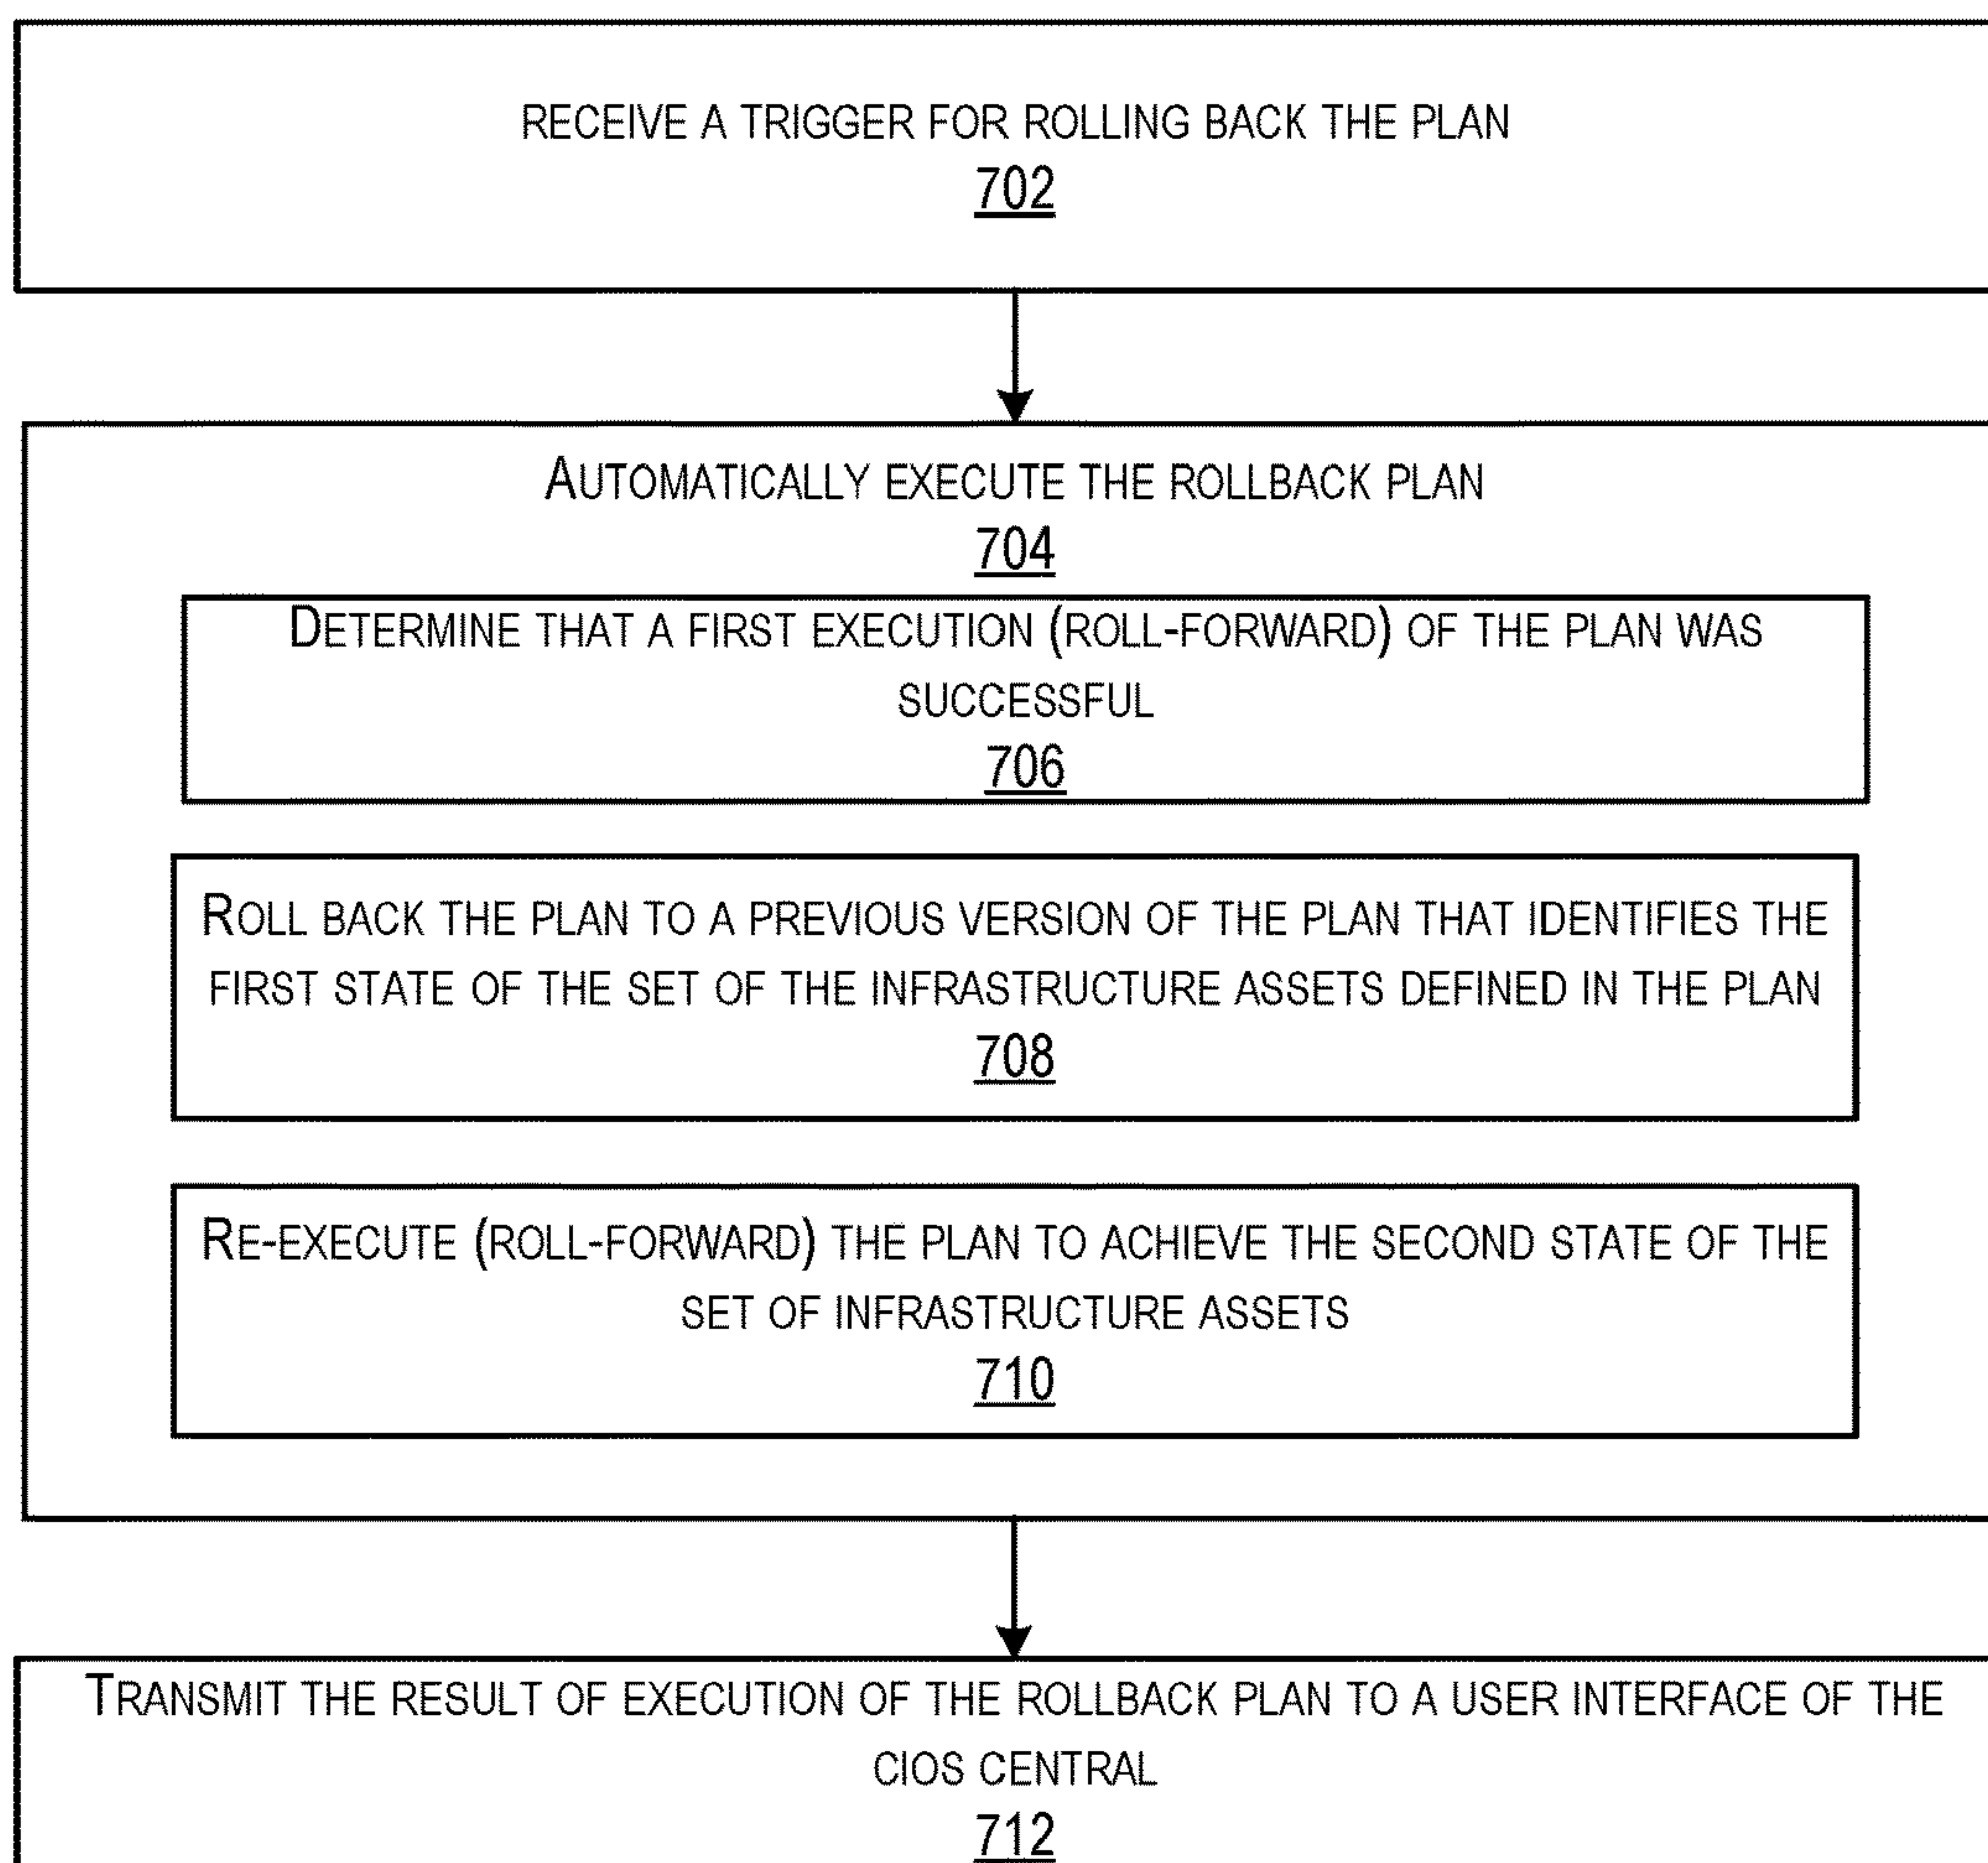 RECEIVE A TRIGGER FOR ROLLING BACK THE PLAN
702
AUTOMATICALLY EXECUTE THE ROLLBACK PLAN
704
DETERMINE THAT A FIRST EXECUTION (ROLL-FORWARD) OF THE PLAN WAS
SUCCESSFUL
706
ROLL BACK THE PLAN TO A PREVIOUS VERSION OF THE PLAN THAT IDENTIFIES THE
FIRST STATE OF THE SET OF THE INFRASTRUCTURE ASSETS DEFINED IN THE PLAN
708
RE-EXECUTE (ROLL-FORWARD) THE PLAN TO ACHIEVE THE SECOND STATE OF THE
SET OF INFRASTRUCTURE ASSETS
710
TRANSMIT THE RESULT OF EXECUTION OF THE ROLLBACK PLAN TO A USER INTERFACE OF THE
CIOS CENTRAL
712